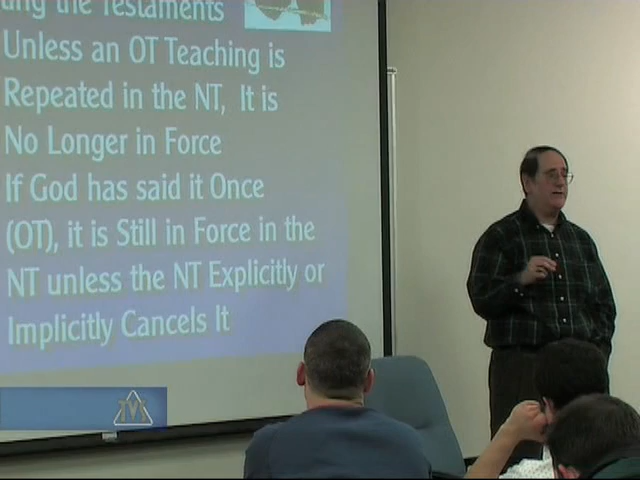 the Testaments
Unless an OT Teaching is
Repeated in the NT, It is
No Longer in Force
If God has said it Once
(OT), it is Still in Force in the
NT unless the NT Explicitly or
Implicitly Cancels It